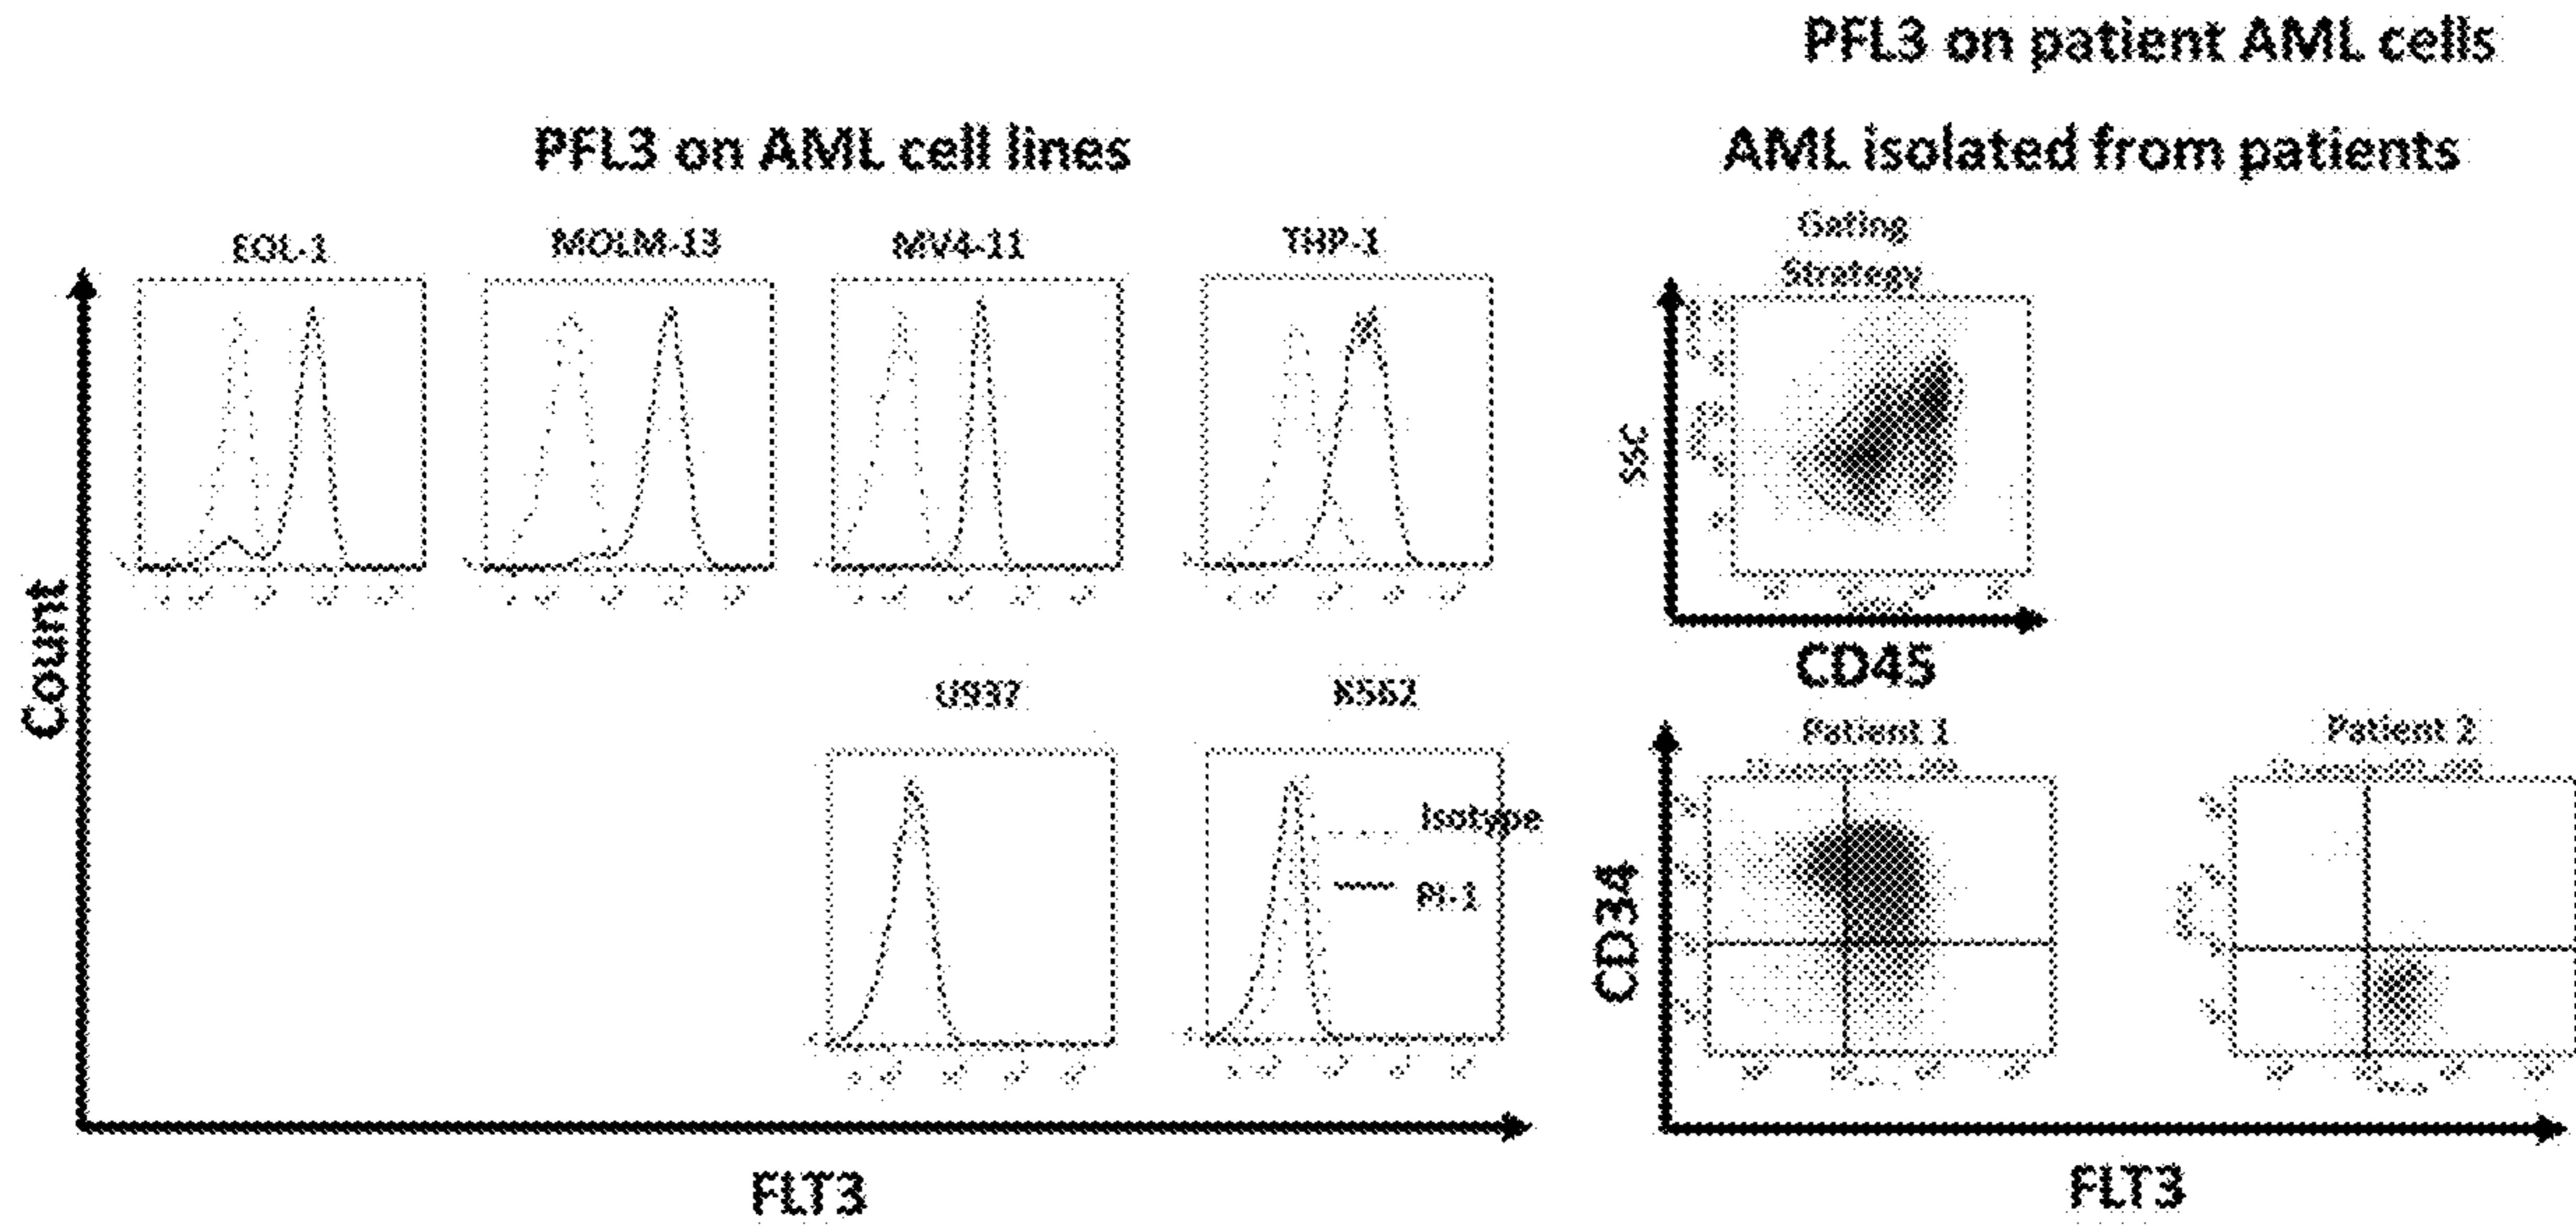 PFL3 on patient AML cells
PFL3 on AML cell lines
AML isolated from patients
EOL-1
MOLM-13
MV4-11
THP-1
Gating
Strategy
SSC
CD45
Count
U937
K562
Isotype
Patient 1
Patient 2
CD34
FLT3
FLT3